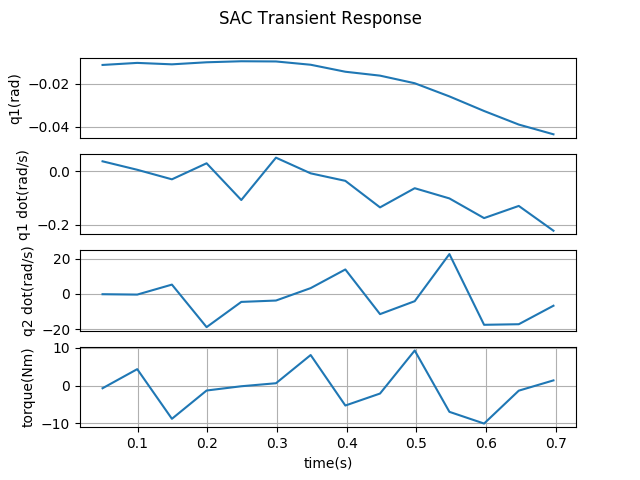 SAC Transient Response
q1(rad)
−0.02
−0.04
q1 dot(rad/s)
0.0
−0.2
q2 dot(rad/s)
20
0
−20
torque(Nm)
10
0
−10
0.1 0.2 0.3 0.4 0.5 0.6 0.7
time(s)